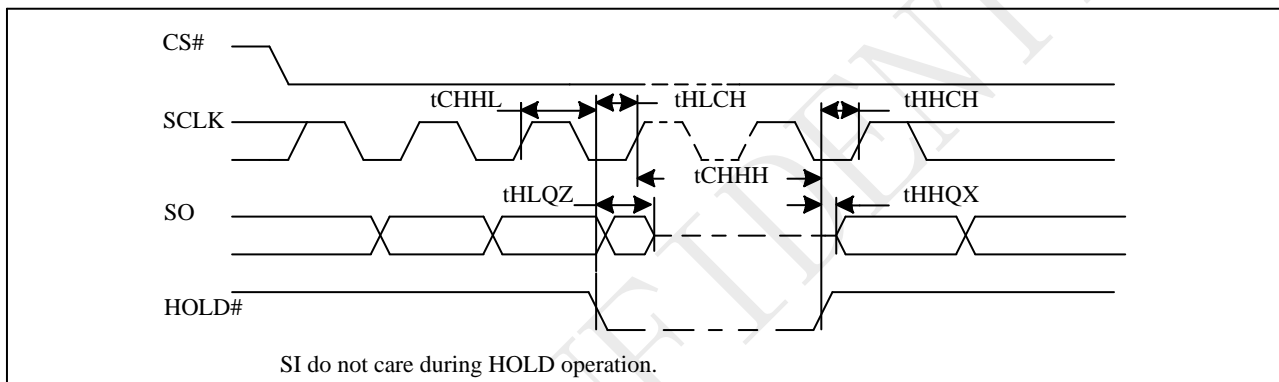 CS#
tCHHL tHLCH tHHCH
SCLK
tCHHH
tHLQZ tHHQX
SO
HOLD#
SI do not care during HOLD operation.